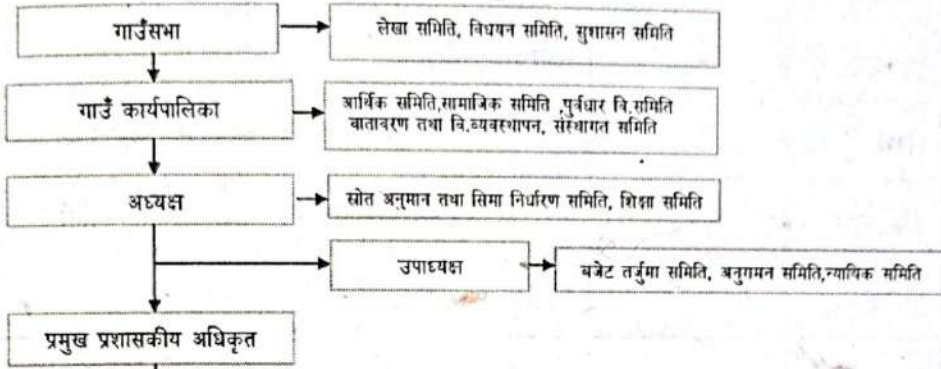 गाउँसभा
लेखा समिति, विधयन समिति, सुशासन समिति
गाउँ कार्यपालिका
आर्थिक समिति,सामाजिक समिति ,पुर्वधार वि.समिति
वातावरण तथा वि.व्यवस्थापन, संस्थागत समिति
अध्यक्ष
स्रोत अनुमान तथा सिमा निर्धारण समिति, शिक्षा समिति
उपाध्यक्ष
बजेट तर्जुमा समिति, अनुगमन समिति,न्यायिक समिति
प्रमुख प्रशासकीय अधिकृत